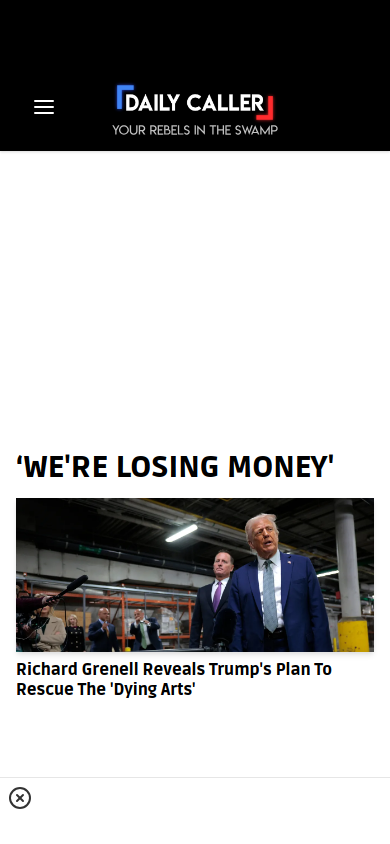 DAILY CALLER
YOUR REBELS IN THE SWAMP
‘WE'RE LOSING MONEY'
Richard Grenell Reveals Trump's Plan To
Rescue The 'Dying Arts'